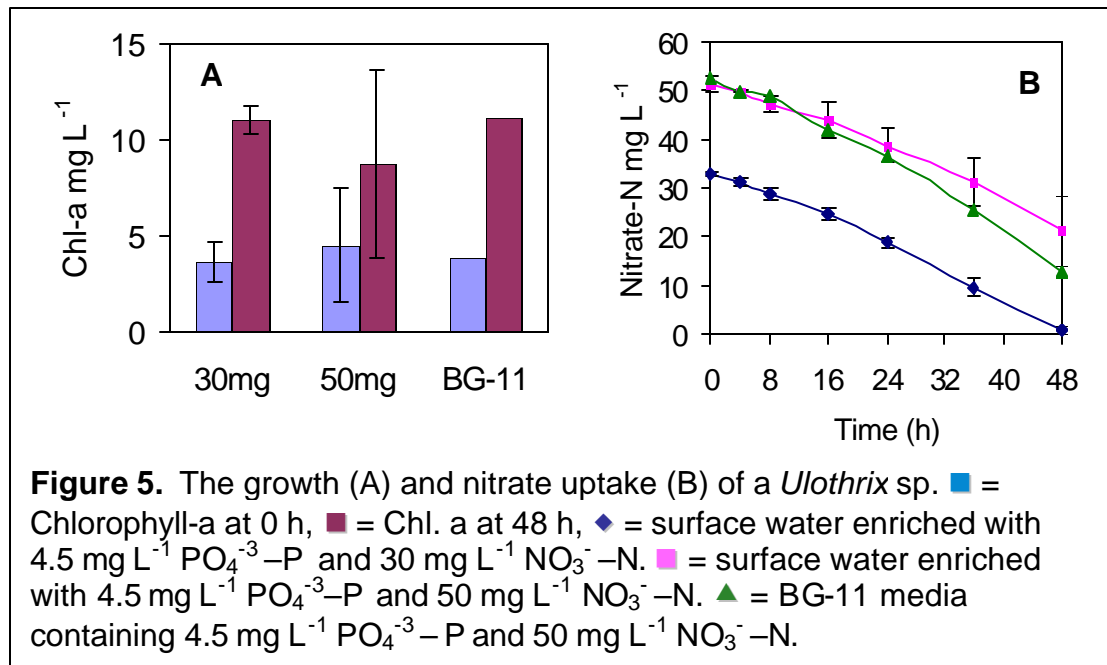 A
Chl-a mg L⁻¹
15
10
5
0
30mg 50mg BG-11
B
Nitrate-N mg L⁻¹
60
50
40
30
20
10
0
0 8 16 24 32 40 48
Time (h)
Figure 5. The growth (A) and nitrate uptake (B) of a Ulothrix sp. ■ =
Chlorophyll-a at 0 h, ■ = Chl. a at 48 h, ◆ = surface water enriched with
4.5 mg L⁻¹ PO₄⁻³ –P and 30 mg L⁻¹ NO₃⁻ –N. ■ = surface water enriched
with 4.5 mg L⁻¹ PO₄⁻³–P and 50 mg L⁻¹ NO₃⁻ –N. ▲ = BG-11 media
containing 4.5 mg L⁻¹ PO₄⁻³ – P and 50 mg L⁻¹ NO₃⁻ –N.